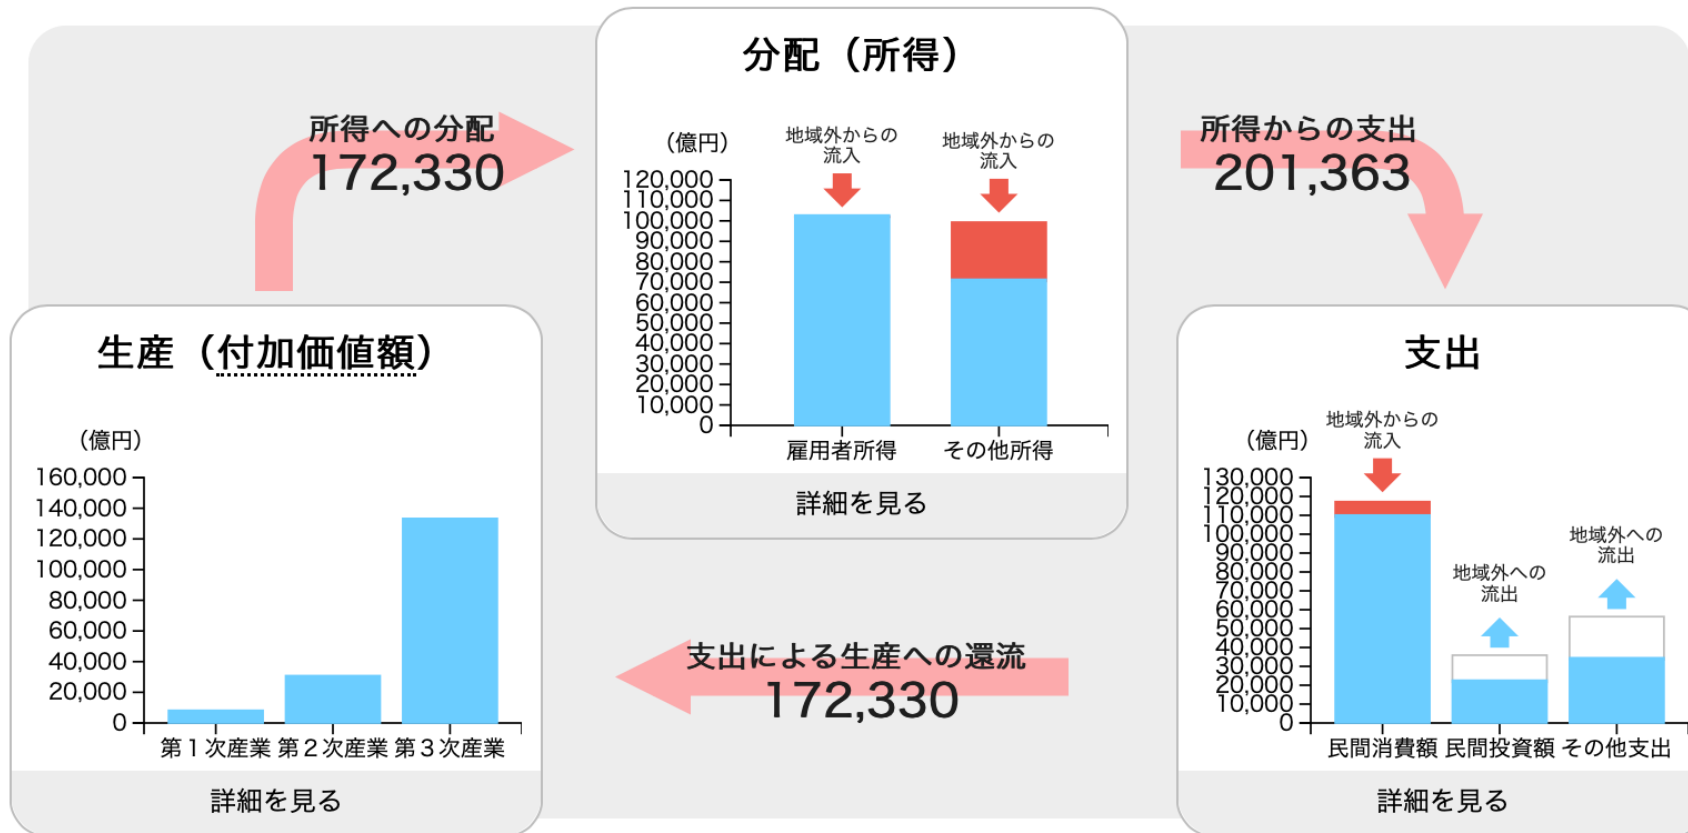 分配（所得）
所得への分配
172,330
（億円）
地域外からの
流入
地域外からの
流入
120,000
110,000
100,000
90,000
80,000
70,000
60,000
50,000
40,000
30,000
20,000
10,000
0
雇用者所得
その他所得
詳細を見る
所得からの支出
201,363
生産（付加価値額）
（億円）
160,000
140,000
120,000
100,000
80,000
60,000
40,000
20,000
0
第１次産業
第２次産業
第３次産業
詳細を見る
支出による生産への還流
172,330
支出
（億円）
地域外からの
流入
地域外への
流出
地域外への
流出
130,000
120,000
110,000
100,000
90,000
80,000
70,000
60,000
50,000
40,000
30,000
20,000
10,000
0
民間消費額
民間投資額
その他支出
詳細を見る